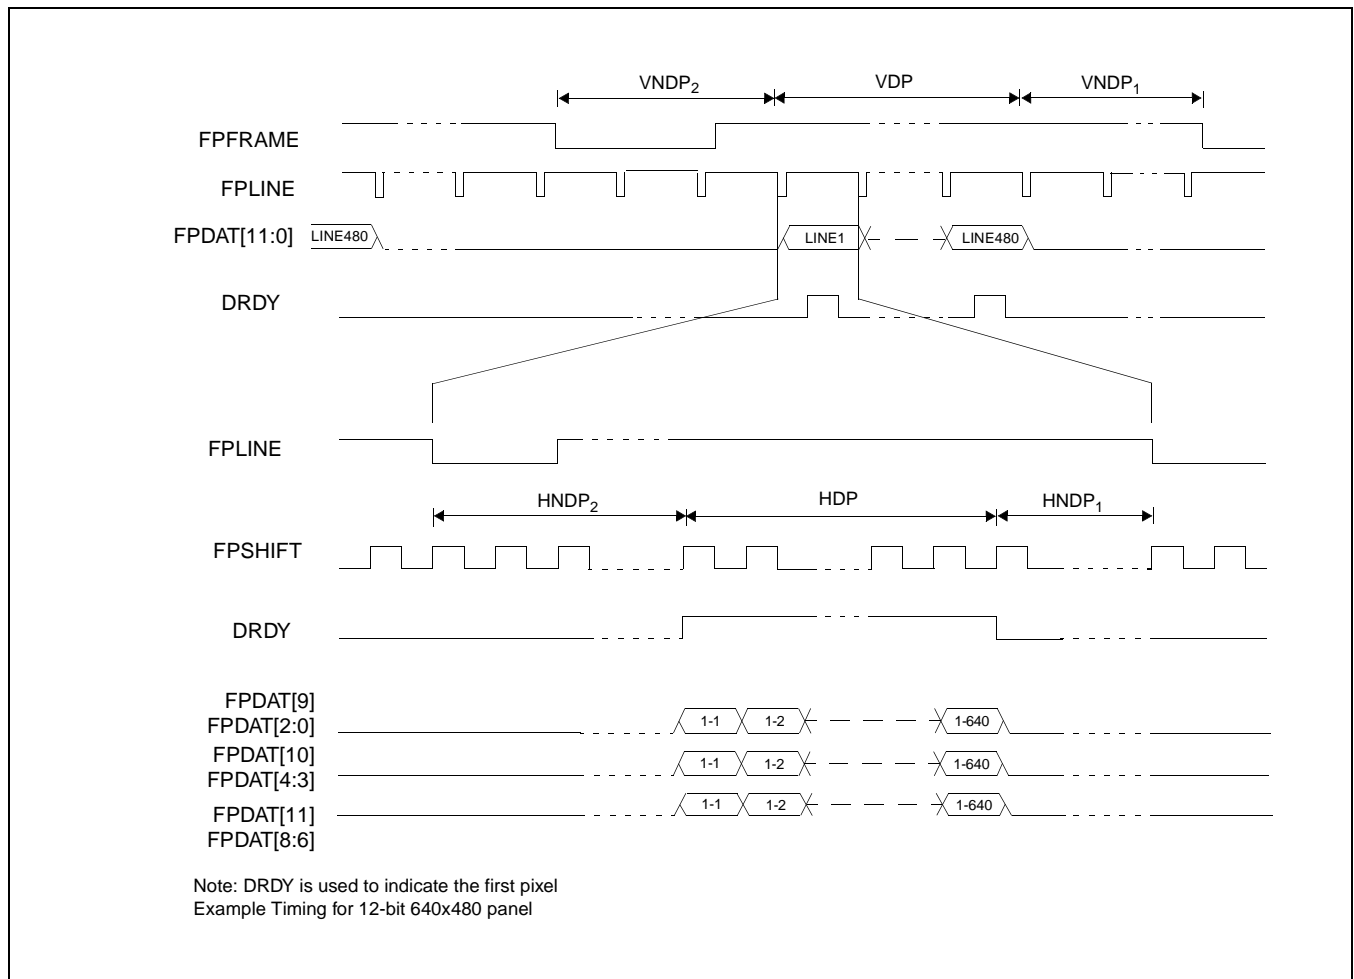 VNDP2 VDP VNDP1
FPFRAME
FPLINE
FPDAT[11:0] LINE480 LINE1 LINE480
DRDY
FPLINE
HNDP2 HDP HNDP1
FPSHIFT
DRDY
FPDAT[9]
FPDAT[2:0] 1-1 1-2 1-640
FPDAT[10]
FPDAT[4:3] 1-1 1-2 1-640
FPDAT[11] 1-1 1-2 1-640
FPDAT[8:6]
Note: DRDY is used to indicate the first pixel
Example Timing for 12-bit 640x480 panel